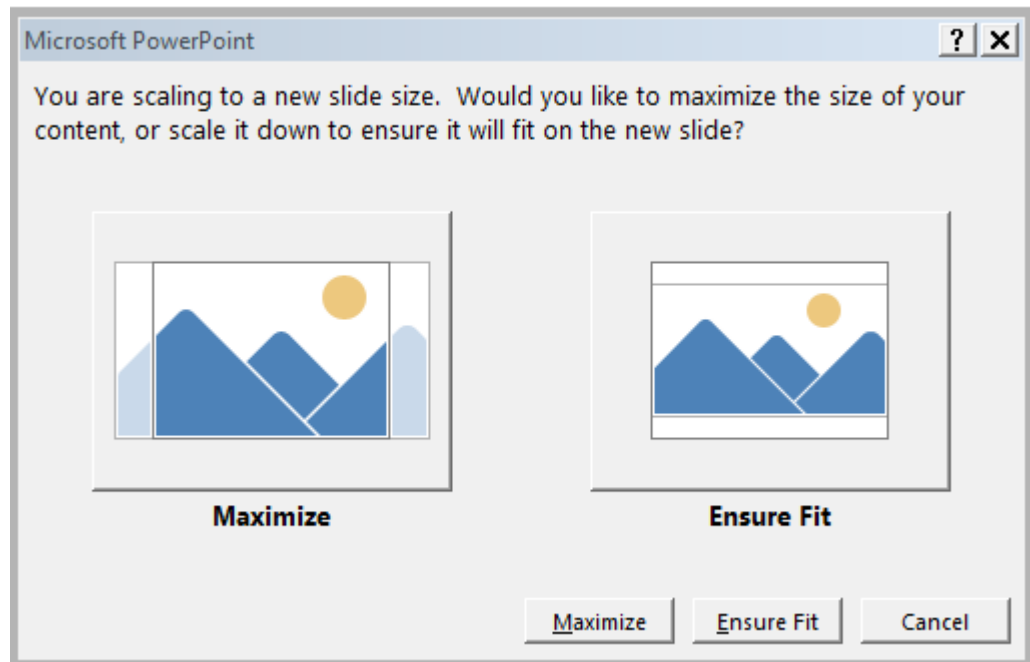 Microsoft PowerPoint
You are scaling to a new slide size.  Would you like to maximize the size of your
content, or scale it down to ensure it will fit on the new slide?
Maximize
Ensure Fit
Maximize
Ensure Fit
Cancel